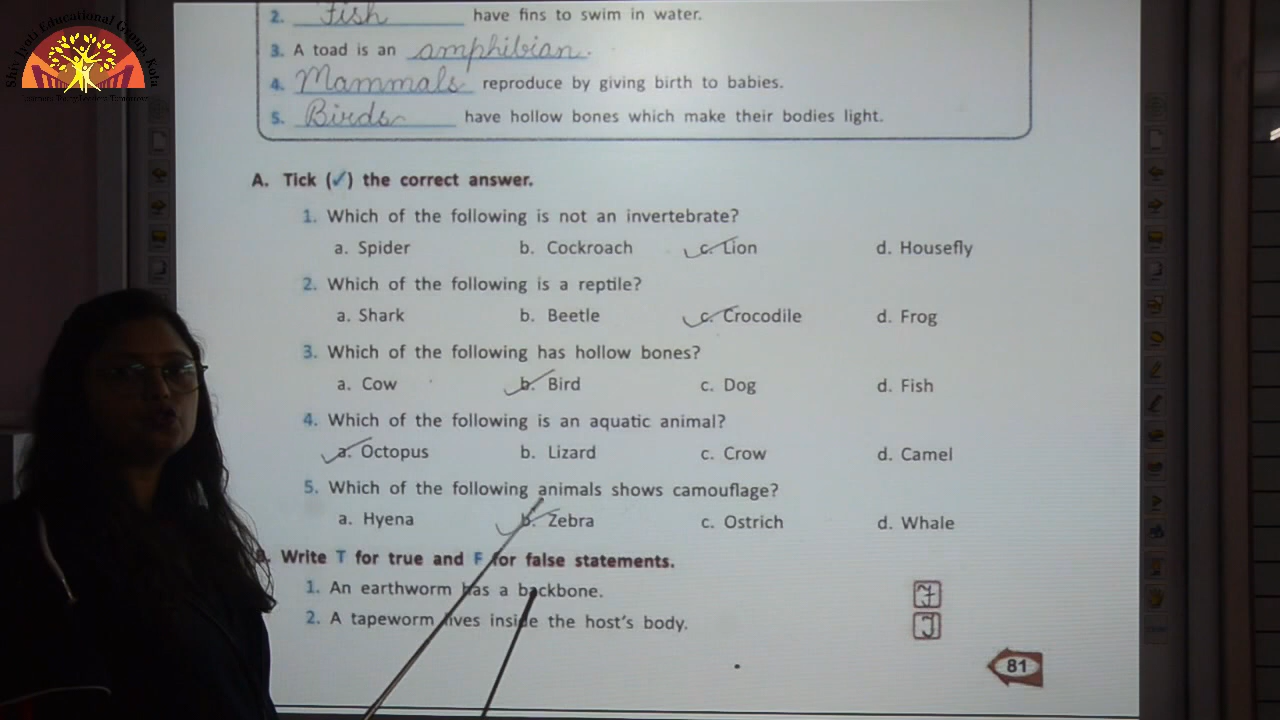 Shiv Jyoti Educational Group, Kota
2. Fish have fins to swim in water.
3. A toad is an amphibian.
4. Mammals reproduce by giving birth to babies.
5. Birds have hollow bones which make their bodies light.
A. Tick (✓) the correct answer.
1. Which of the following is not an invertebrate?
a. Spider b. Cockroach c. Lion d. Housefly
2. Which of the following is a reptile?
a. Shark b. Beetle c. Crocodile d. Frog
3. Which of the following has hollow bones?
a. Cow b. Bird c. Dog d. Fish
4. Which of the following is an aquatic animal?
a. Octopus b. Lizard c. Crow d. Camel
5. Which of the following animals shows camouflage?
a. Hyena b. Zebra c. Ostrich d. Whale
B. Write T for true and F for false statements.
1. An earthworm has a backbone. F
2. A tapeworm lives inside the host's body. T
81